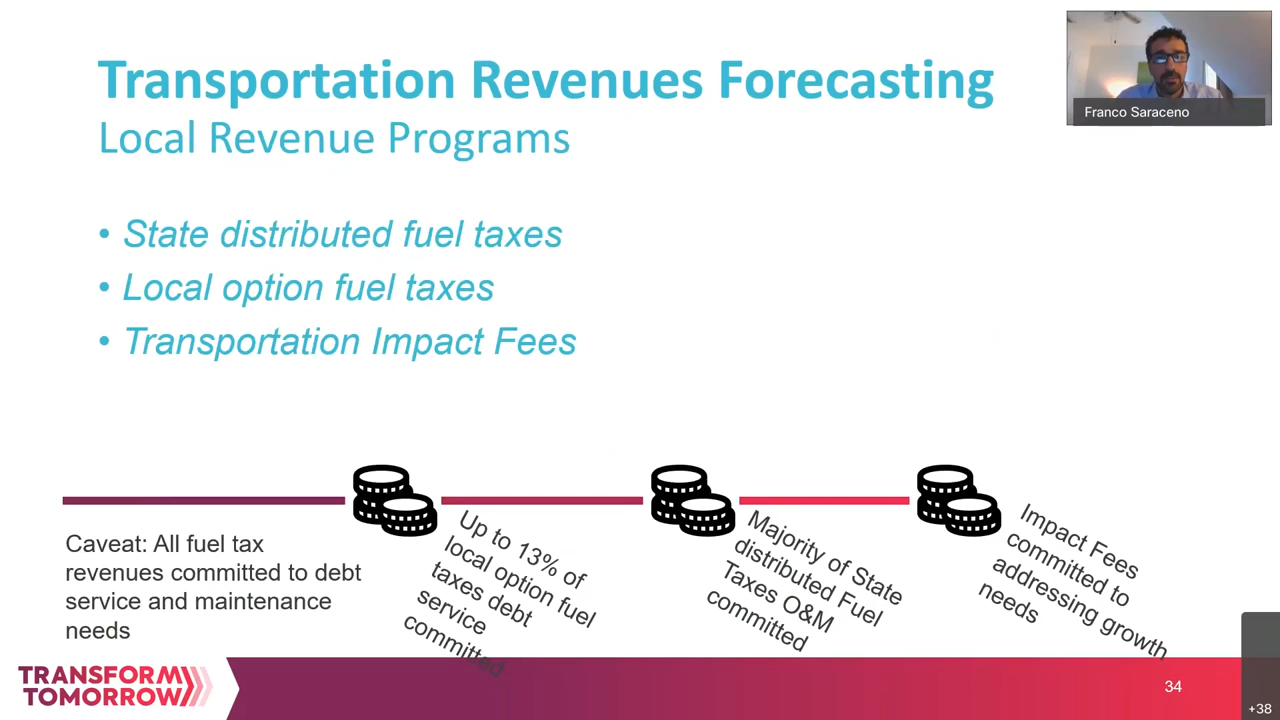 Transportation Revenues Forecasting
Local Revenue Programs
Franco Saraceno
• State distributed fuel taxes
• Local option fuel taxes
• Transportation Impact Fees
Caveat: All fuel tax
revenues committed to debt
service and maintenance
needs
Up to 13% of
local option fuel
taxes debt
service
committed
Majority of State
distributed Fuel
Taxes O&M
committed
Impact Fees
committed to
addressing growth
needs
TRANSFORM
TOMORROW
34
+38